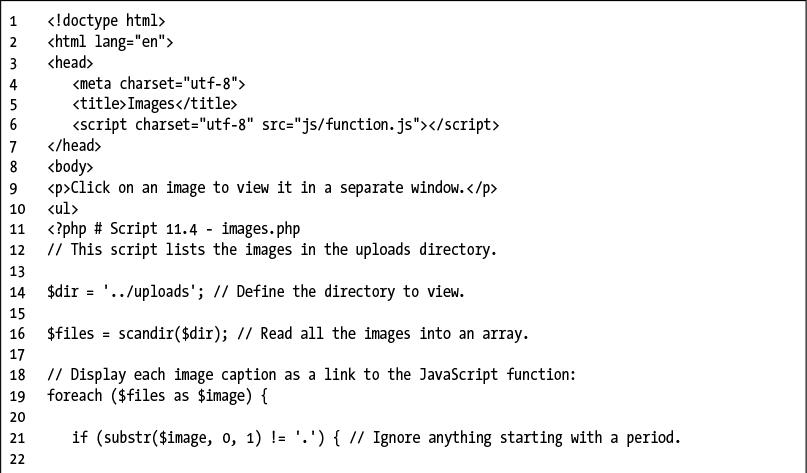 1 <!doctype html>
2 <html lang="en">
3 <head>
4 <meta charset="utf-8">
5 <title>Images</title>
6 <script charset="utf-8" src="js/function.js"></script>
7 </head>
8 <body>
9 <p>Click on an image to view it in a separate window.</p>
10 <ul>
11 <?php # Script 11.4 - images.php
12 // This script lists the images in the uploads directory.
13
14 $dir = '../uploads'; // Define the directory to view.
15
16 $files = scandir($dir); // Read all the images into an array.
17
18 // Display each image caption as a link to the JavaScript function:
19 foreach ($files as $image) {
20
21 if (substr($image, 0, 1) != '.') { // Ignore anything starting with a period.
22